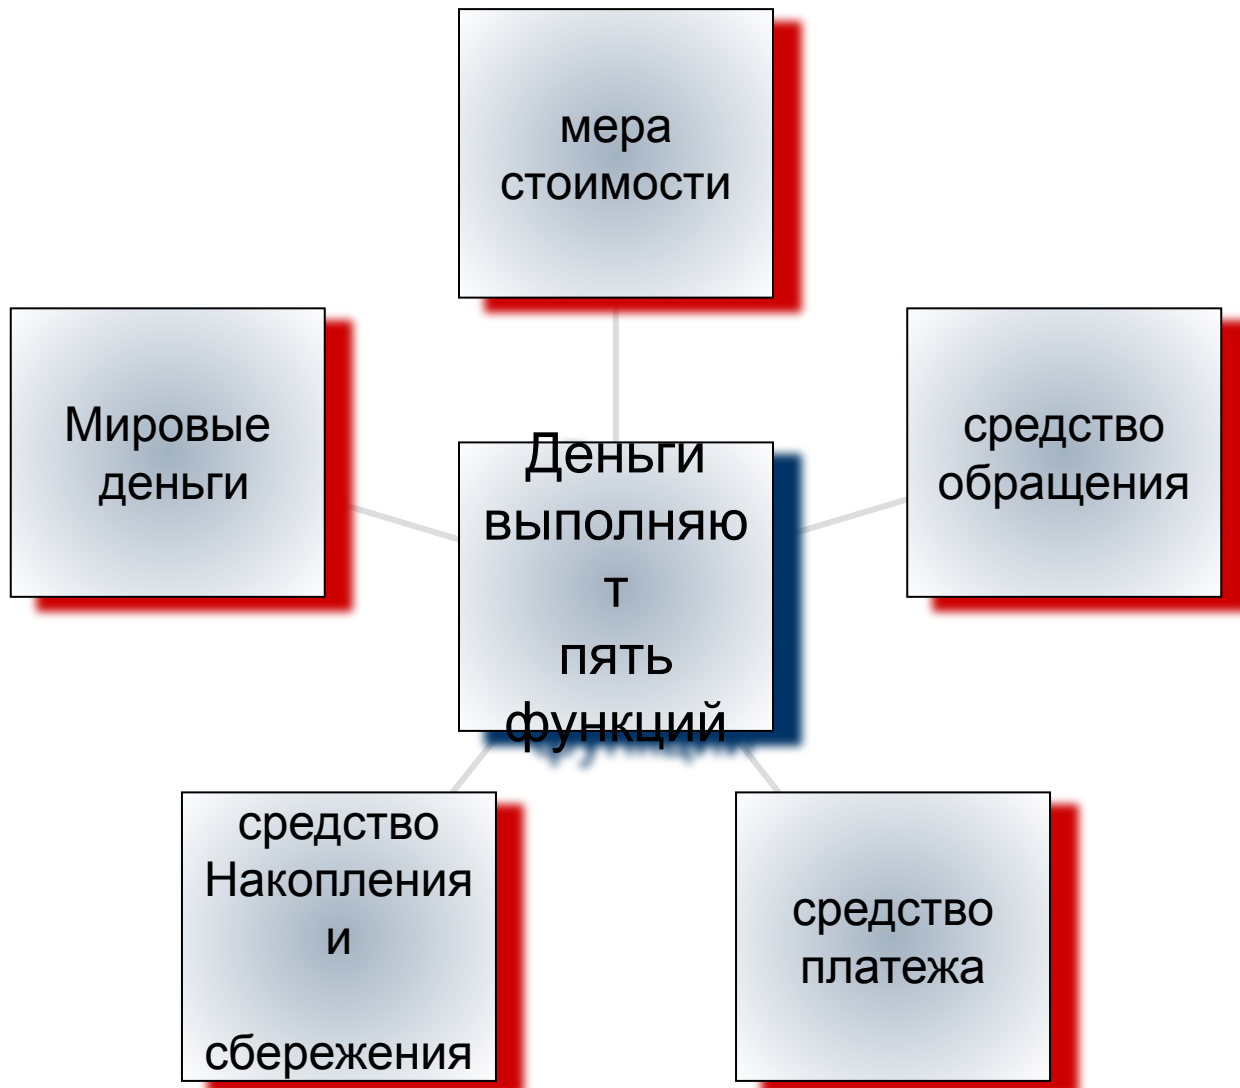 мера
стоимости
Мировые
деньги
средство
обращения
Деньги
выполняю
т
пять
функций
средство
Накопления
и
сбережения
средство
платежа